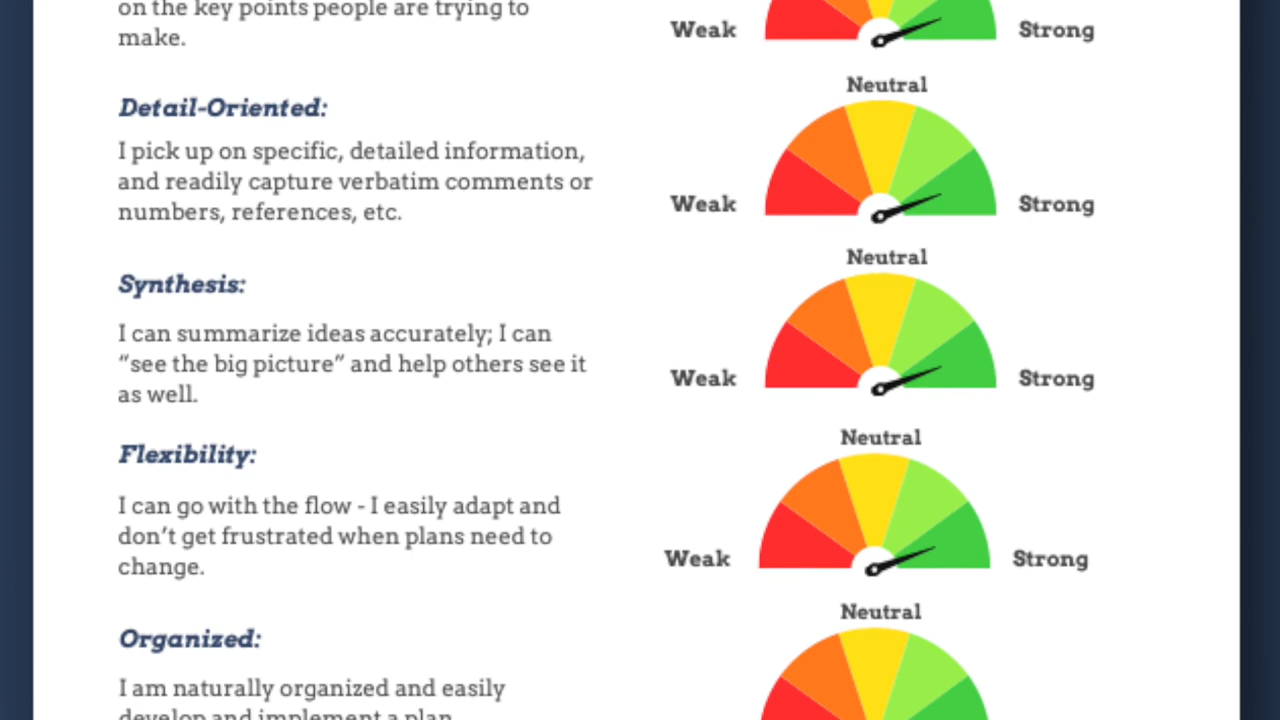 on the key points people are trying to
make.
Weak
Strong
Neutral
Detail-Oriented:
I pick up on specific, detailed information,
and readily capture verbatim comments or
numbers, references, etc.
Weak
Strong
Neutral
Synthesis:
I can summarize ideas accurately; I can
“see the big picture” and help others see it
as well.
Weak
Strong
Neutral
Flexibility:
I can go with the flow - I easily adapt and
don’t get frustrated when plans need to
change.
Weak
Strong
Neutral
Organized:
I am naturally organized and easily
develop and implement a plan.